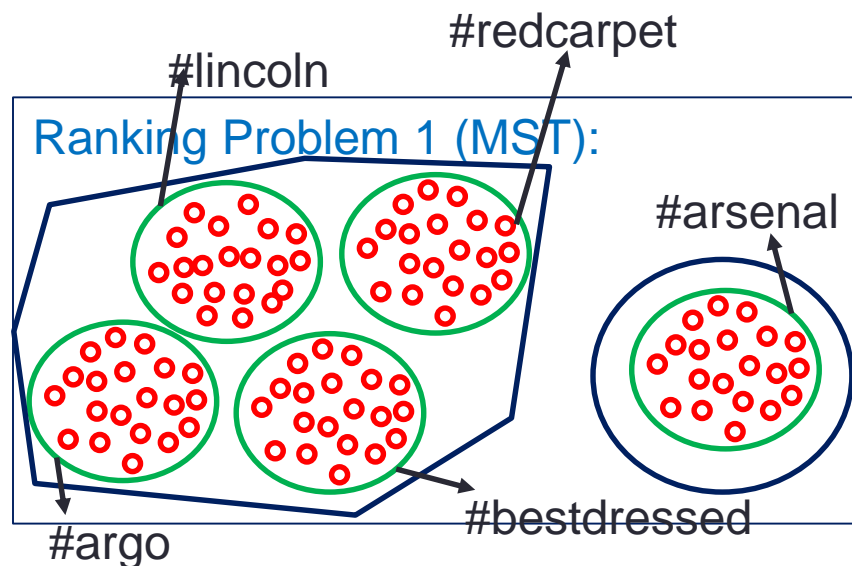 #redcarpet
#lincoln
Ranking Problem 1 (MST):
#arsenal
#bestdressed
#argo